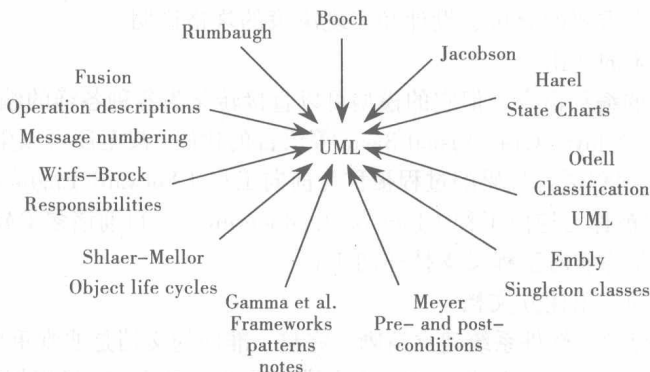 Booch
Rumbaugh
Jacobson
Fusion
Operation descriptions
Message numbering
Harel
State Charts
UML
Wirfs-Brock
Responsibilities
Odell
Classification
UML
Shlaer-Mellor
Object life cycles
Embly
Singleton classes
Gamma et al.
Frameworks
patterns
notes
Meyer
Pre- and post-
conditions